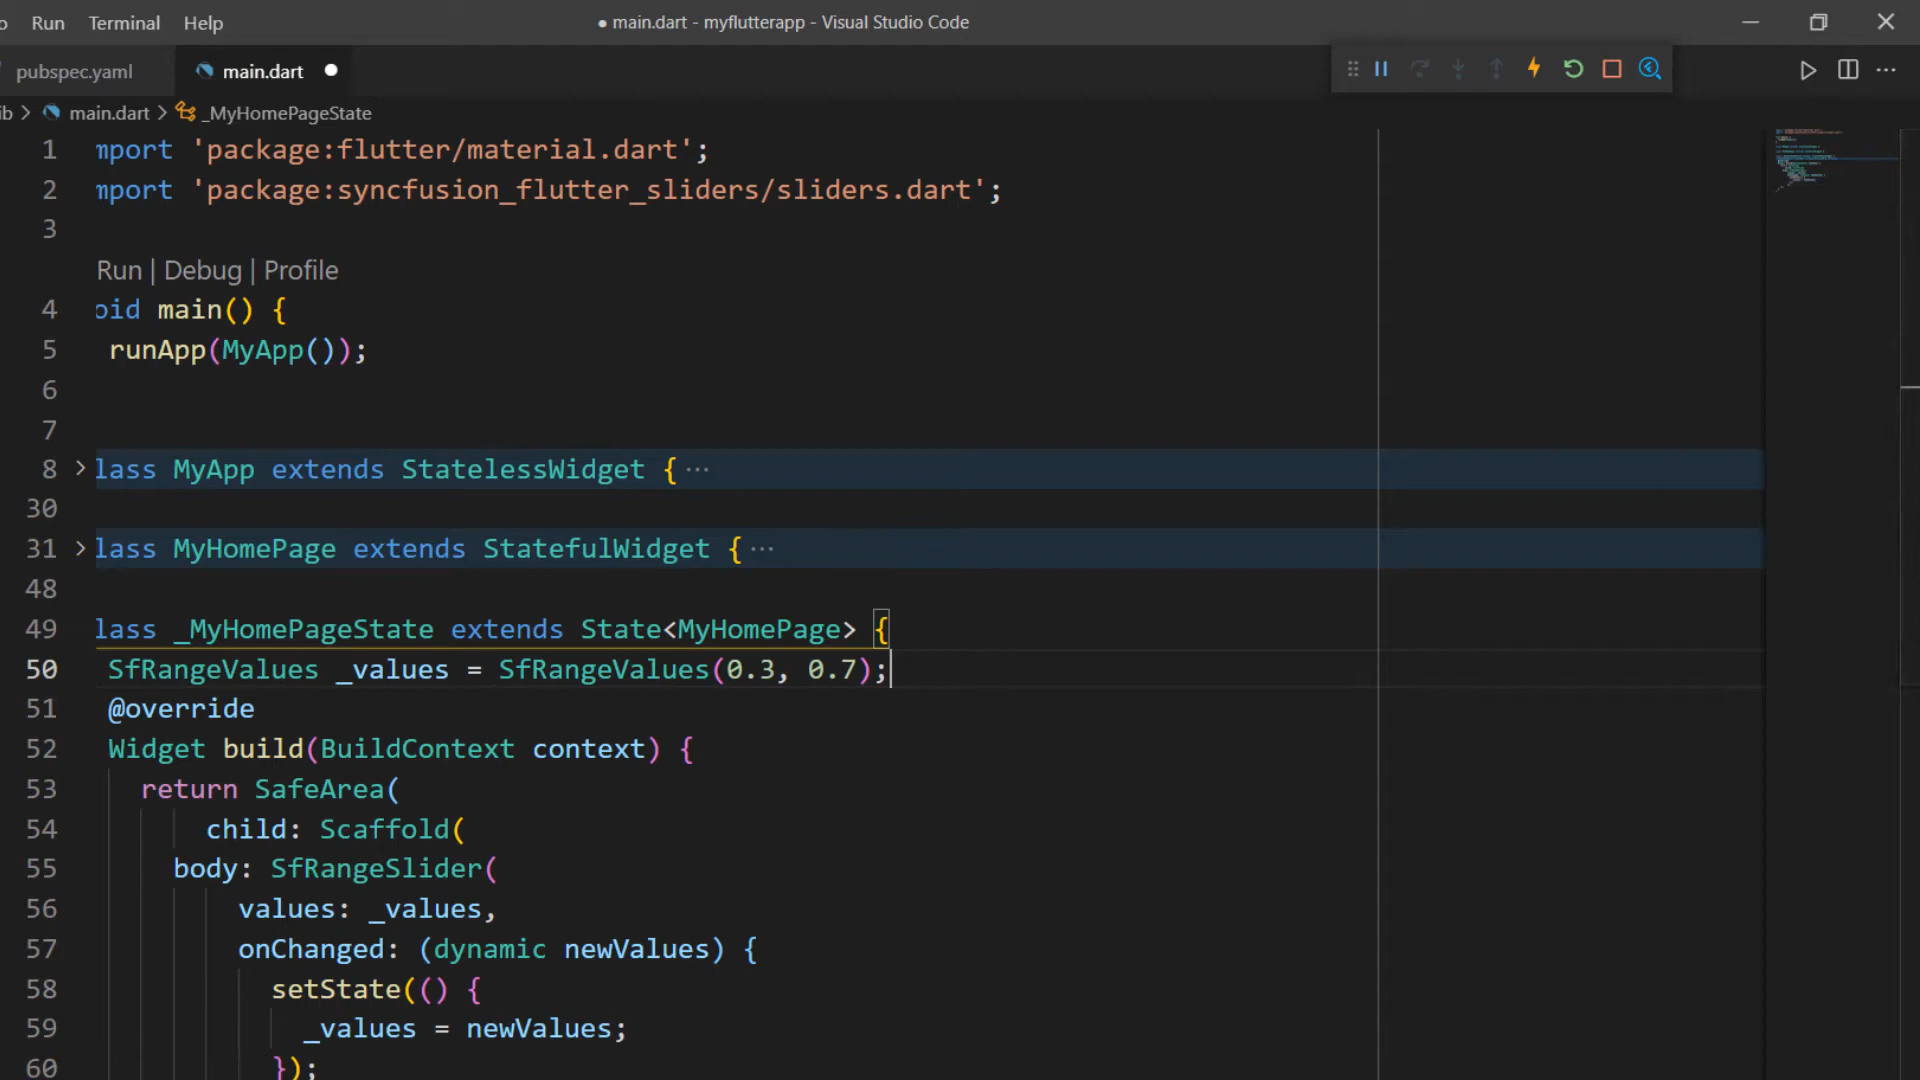 o Run Terminal Help ● main.dart - myflutterapp - Visual Studio Code
pubspec.yaml main.dart ●
ib > main.dart > _MyHomePageState
1 mport 'package:flutter/material.dart';
2 mport 'package:syncfusion_flutter_sliders/sliders.dart';
3
Run | Debug | Profile
4 oid main() {
5 runApp(MyApp());
6
7
8 lass MyApp extends StatelessWidget { ···
30
31 lass MyHomePage extends StatefulWidget { ···
48
49 lass _MyHomePageState extends State<MyHomePage> {
50 SfRangeValues _values = SfRangeValues(0.3, 0.7);
51 @override
52 Widget build(BuildContext context) {
53 return SafeArea(
54 child: Scaffold(
55 body: SfRangeSlider(
56 values: _values,
57 onChanged: (dynamic newValues) {
58 setState(() {
59 _values = newValues;
60 });